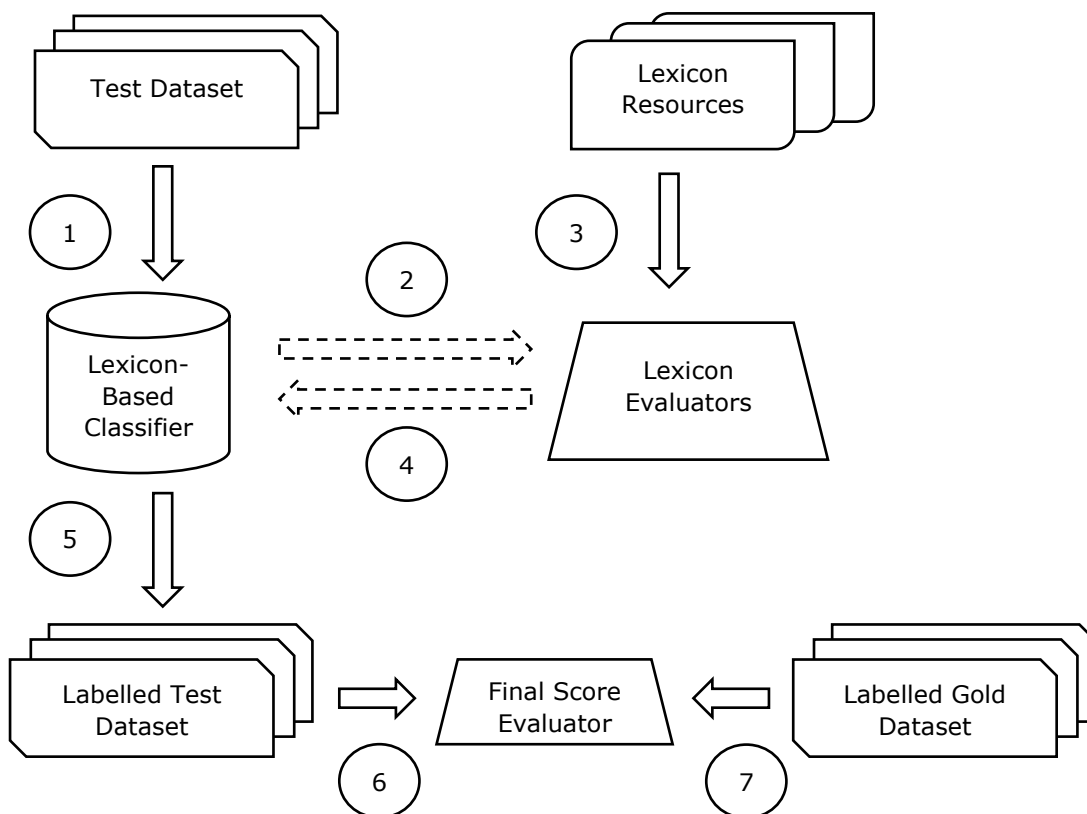 Test Dataset
Lexicon
Resources
1
3
2
Lexicon-
Based
Classifier
Lexicon
Evaluators
4
5
Labelled Test
Dataset
Final Score
Evaluator
Labelled Gold
Dataset
6
7